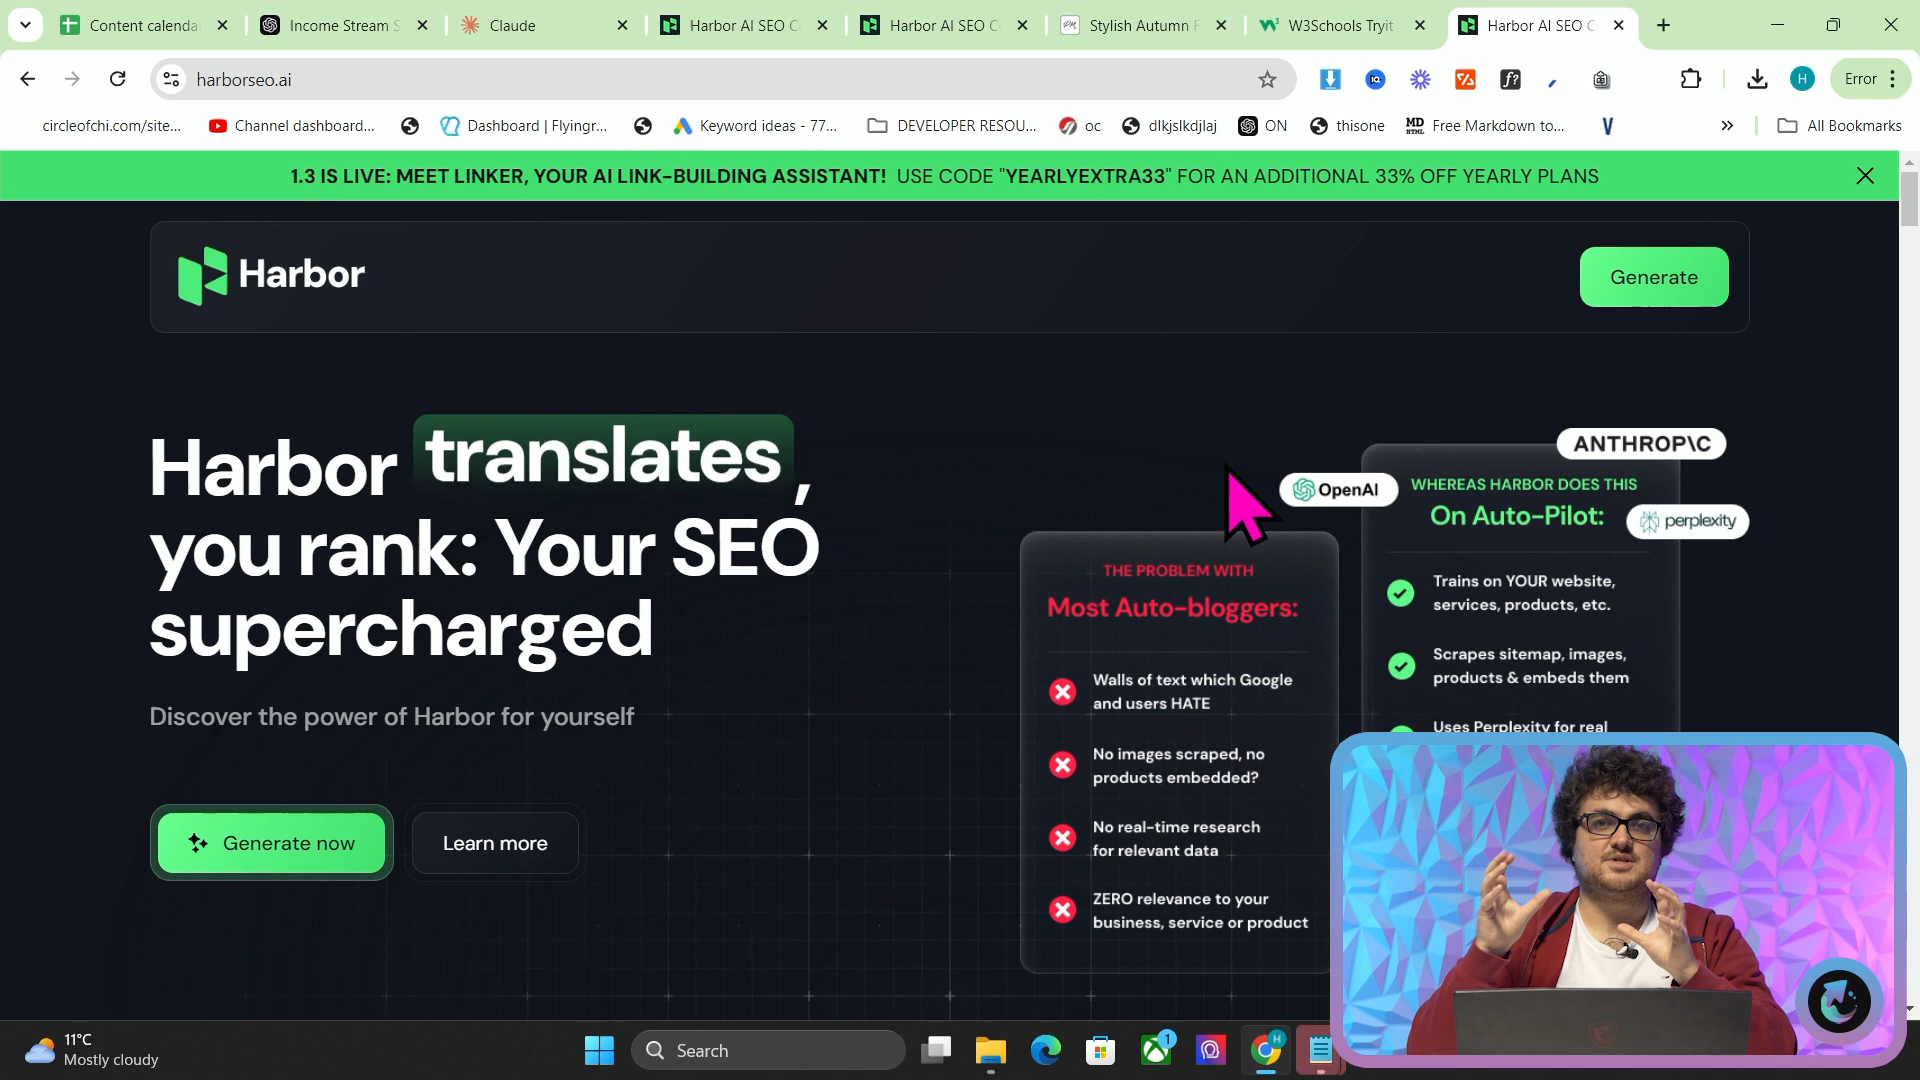 Content calenda
Income Stream S
Claude
Harbor AI SEO C
Harbor AI SEO C
Stylish Autumn F
W3Schools Tryit
Harbor AI SEO C
harborseo.ai
Error
circleofchi.com/site...
Channel dashboard...
Dashboard | Flyingr...
Keyword ideas - 77...
DEVELOPER RESOU...
oc
dlkjslkdjlaj
ON
thisone
Free Markdown to...
All Bookmarks
1.3 IS LIVE: MEET LINKER, YOUR AI LINK-BUILDING ASSISTANT! USE CODE "YEARLYEXTRA33" FOR AN ADDITIONAL 33% OFF YEARLY PLANS
Harbor
Generate
Harbor translates,
you rank: Your SEO
supercharged
Discover the power of Harbor for yourself
Generate now
Learn more
THE PROBLEM WITH
Most Auto-bloggers:
Walls of text which Google
and users HATE
No images scraped, no
products embedded?
No real-time research
for relevant data
ZERO relevance to your
business, service or product
OpenAI
ANTHROP\C
perplexity
WHEREAS HARBOR DOES THIS
On Auto-Pilot:
Trains on YOUR website,
services, products, etc.
Scrapes sitemap, images,
products & embeds them
Uses Perplexity for real
11°C
Mostly cloudy
Search
1
H